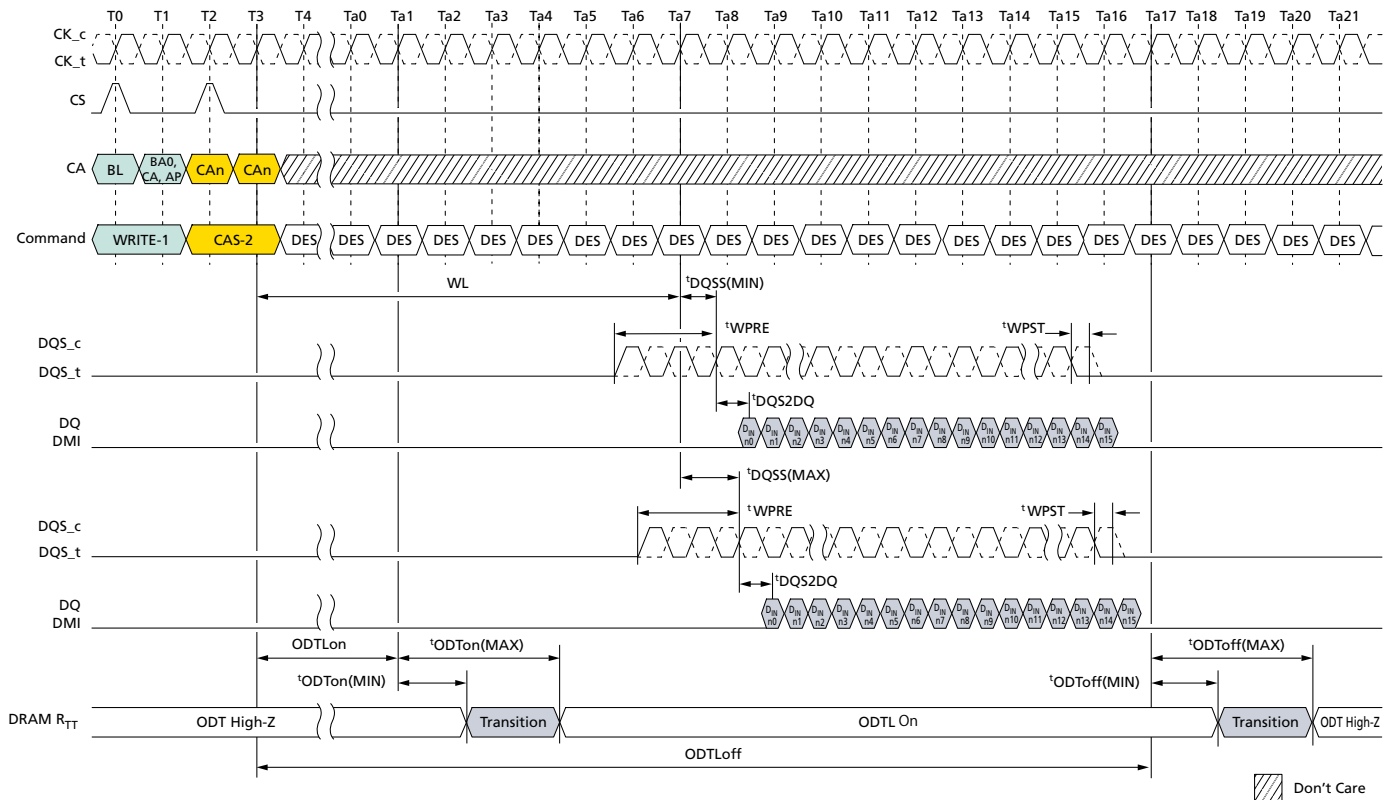 T0 T1 T2 T3 T4 Ta0 Ta1 Ta2 Ta3 Ta4 Ta5 Ta6 Ta7 Ta8 Ta9 Ta10 Ta11 Ta12 Ta13 Ta14 Ta15 Ta16 Ta17 Ta18 Ta19 Ta20 Ta21
CK_c
CK_t
CS
CA BL BA0, CA, AP CAn CAn
Command WRITE-1 CAS-2 DES DES DES DES DES DES DES DES DES DES DES DES DES DES DES DES DES DES DES DES DES DES DES
WL tDQSS(MIN)
tWPRE tWPST
DQS_c
DQS_t
tDQS2DQ
DQ
DMI
DIN n0 DIN n1 DIN n2 DIN n3 DIN n4 DIN n5 DIN n6 DIN n7 DIN n8 DIN n9 DIN n10 DIN n11 DIN n12 DIN n13 DIN n14 DIN n15
tDQSS(MAX)
tWPRE tWPST
DQS_c
DQS_t
tDQS2DQ
DQ
DMI
DIN n0 DIN n1 DIN n2 DIN n3 DIN n4 DIN n5 DIN n6 DIN n7 DIN n8 DIN n9 DIN n10 DIN n11 DIN n12 DIN n13 DIN n14 DIN n15
ODTLon tODTon(MAX) tODToff(MAX)
tODTon(MIN) tODToff(MIN)
DRAM RTT ODT High-Z Transition ODTL On Transition ODT High-Z
ODTLoff
Don't Care